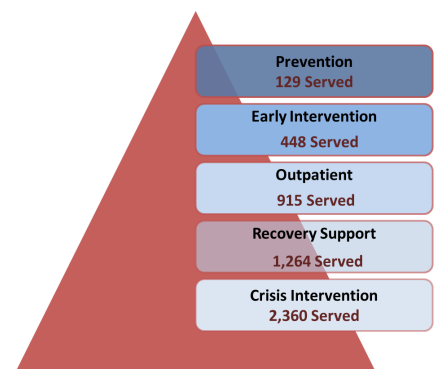 Prevention
129 Served
Early Intervention
448 Served
Outpatient
915 Served
Recovery Support
1,264 Served
Crisis Intervention
2,360 Served